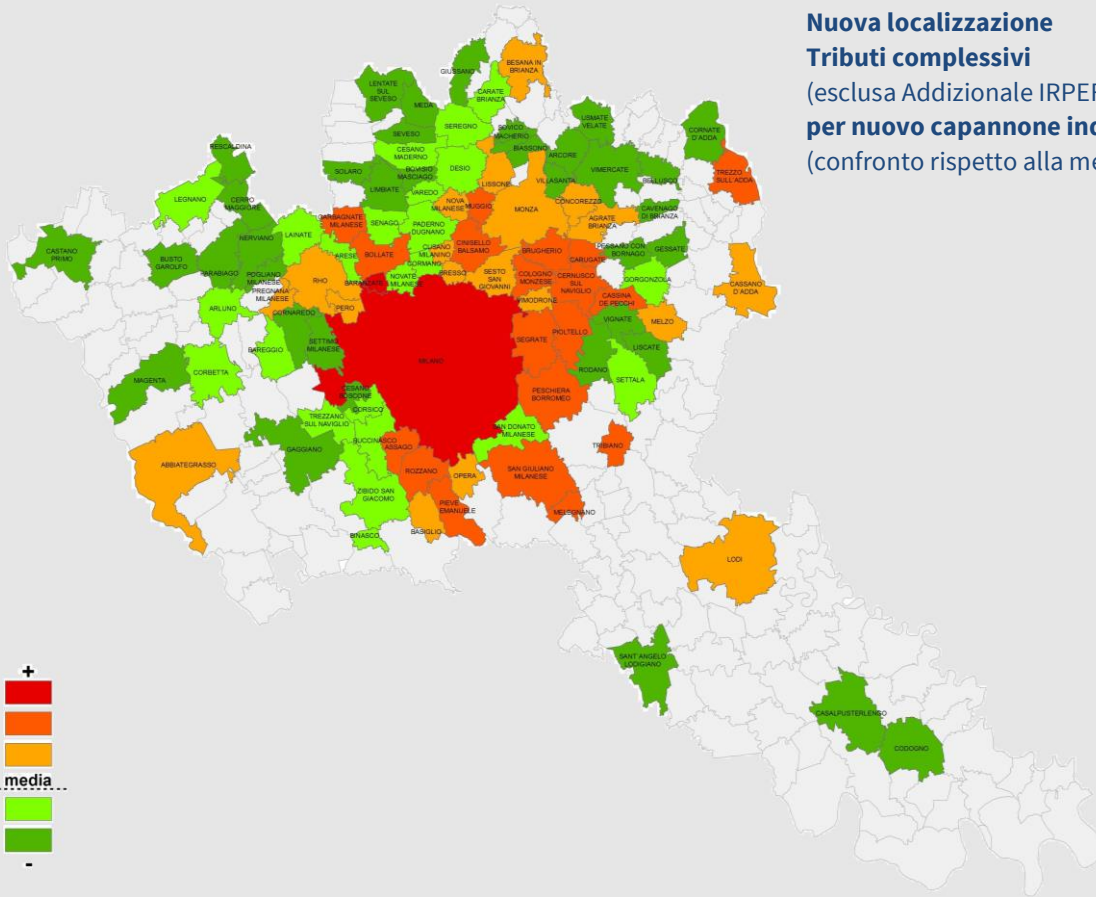 Nuova localizzazione
Tributi complessivi
(esclusa Addizionale IRPEF
per nuovo capannone ind
(confronto rispetto alla me
BESANA IN
BRIANZA
GIUSSANO
LENTATE
SUL
SEVESO
CARATE
BRIANZA
MEDA
SEREGNO
SOVICO
MACHERIO
USMATE
VELATE
CORNATE
D'ADDA
SEVESO
BIASSONO
RESCALDINA
CESANO
MADERNO
ARCORE
SOLARO
BOVISIO
MASCIAGO
DESIO
VIMERCATE
TREZZO
SULL'ADDA
LISSONE
VILLASANTA
BELLUSCO
LIMBIATE
VAREDO
LEGNANO
CERRO
MAGGIORE
NOVA
MILANESE
MUGGIO
MONZA
CONCOREZZO
CAVENAGO
DI BRIANZA
GARBAGNATE
MILANESE
SENAGO
PADERNO
DUGNANO
AGRATE
BRIANZA
LAINATE
NERVIANO
CASTANO
PRIMO
BUSTO
GAROLFO
ARESE
BOLLATE
CUSANO
MILANINO
CINISELLO
BALSAMO
BRUGHERIO
PESSANO CON
BORNAGO
GESSATE
CORMANO
CARUGATE
PARABIAGO
POGLIANO
MILANESE
RHO
NOVATE
MILANESE
BRESSO
SESTO
SAN
GIOVANNI
COLOGNO
MONZESE
CERNUSCO
SUL
NAVIGLIO
GORGONZOLA
CASSANO
D'ADDA
PREGNANA
MILANESE
BARANZATE
VIMODRONE
CASSINA
DE PECCHI
ARLUNO
PERO
CORNAREDO
VIGNATE
MELZO
PIOLTELLO
SETTIMO
MILANESE
SEGRATE
LISCATE
BAREGGIO
MILANO
RODANO
CORBETTA
MAGENTA
SETTALA
CESANO
BOSCONE
PESCHIERA
BORROMEO
CORSICO
TREZZANO
SUL NAVIGLIO
SAN DONATO
MILANESE
BUCCINASCO
ASSAGO
TRIBIANO
GAGGIANO
ABBIATEGRASSO
ROZZANO
OPERA
SAN GIULIANO
MILANESE
ZIBIDO SAN
GIACOMO
PIEVE
EMANUELE
MELEGNANO
BASIGLIO
BINASCO
LODI
SANT'ANGELO
LODIGIANO
CASALPUSTERLENGO
CODOGNO
+
media
-